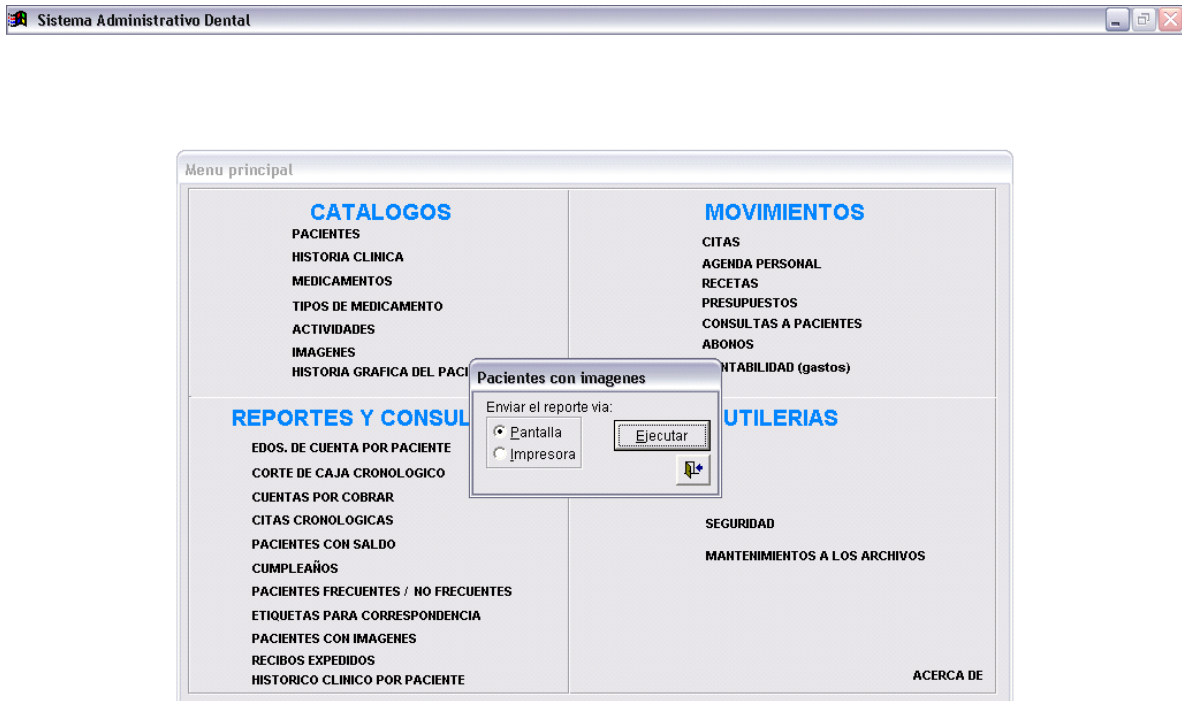 Sistema Administrativo Dental
Menu principal
CATALOGOS
PACIENTES
HISTORIA CLINICA
MEDICAMENTOS
TIPOS DE MEDICAMENTO
ACTIVIDADES
IMAGENES
HISTORIA GRAFICA DEL PACI
MOVIMIENTOS
CITAS
AGENDA PERSONAL
RECETAS
PRESUPUESTOS
CONSULTAS A PACIENTES
ABONOS
NTABILIDAD (gastos)
Pacientes con imagenes
Enviar el reporte via:
Pantalla
Impresora
Ejecutar
REPORTES Y CONSUL
EDOS. DE CUENTA POR PACIENTE
CORTE DE CAJA CRONOLOGICO
CUENTAS POR COBRAR
CITAS CRONOLOGICAS
PACIENTES CON SALDO
CUMPLEAÑOS
PACIENTES FRECUENTES / NO FRECUENTES
ETIQUETAS PARA CORRESPONDENCIA
PACIENTES CON IMAGENES
RECIBOS EXPEDIDOS
HISTORICO CLINICO POR PACIENTE
UTILERIAS
SEGURIDAD
MANTENIMIENTOS A LOS ARCHIVOS
ACERCA DE